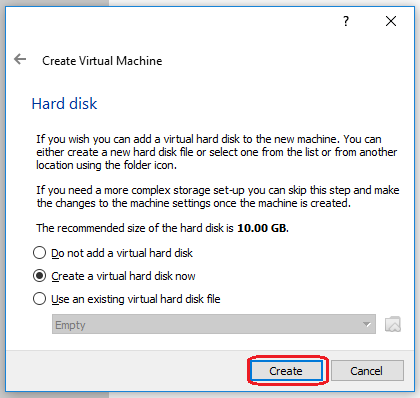 ?
Create Virtual Machine
Hard disk
If you wish you can add a virtual hard disk to the new machine. You can
either create a new hard disk file or select one from the list or from another
location using the folder icon.
If you need a more complex storage set-up you can skip this step and make
the changes to the machine settings once the machine is created.
The recommended size of the hard disk is 10.00 GB.
Do not add a virtual hard disk
Create a virtual hard disk now
Use an existing virtual hard disk file
Empty
Create Cancel